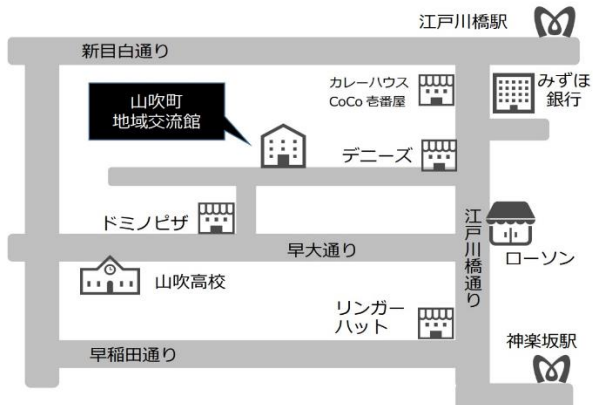 江戸川橋駅
新目白通り
カレーハウス
CoCo 壱番屋
みずほ
銀行
山吹町
地域交流館
デニーズ
ドミノピザ
江戸川橋通り
早大通り
ローソン
山吹高校
リンガー
ハット
神楽坂駅
早稲田通り